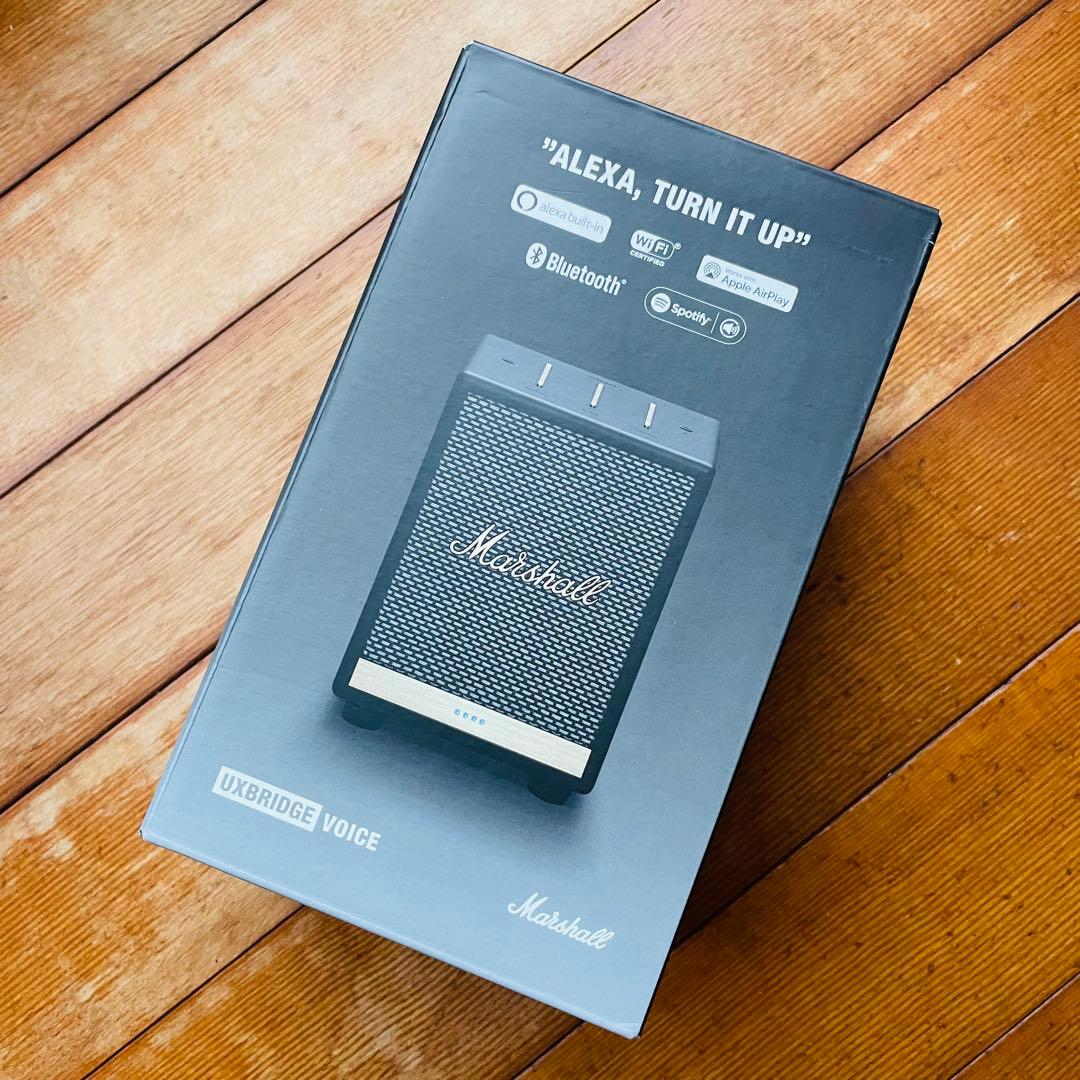 ”ALEXA, TURN IT UP”
alexa built-in
WiFi®
CERTIFIED
Works with
Apple AirPlay
Bluetooth®
Spotify®
Marshall
UXBRIDGE VOICE
Marshall